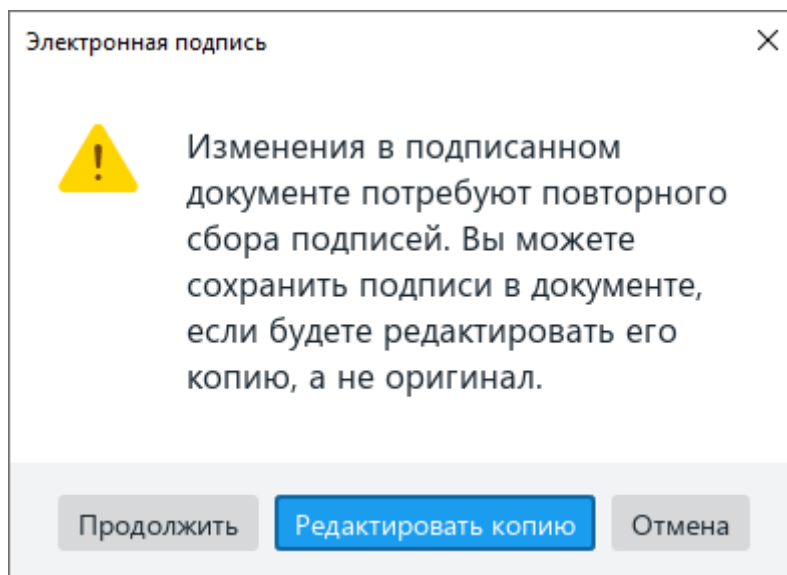 Электронная подпись
Изменения в подписанном
документе потребуют повторного
сбора подписей. Вы можете
сохранить подписи в документе,
если будете редактировать его
копию, а не оригинал.
Продолжить Редактировать копию Отмена